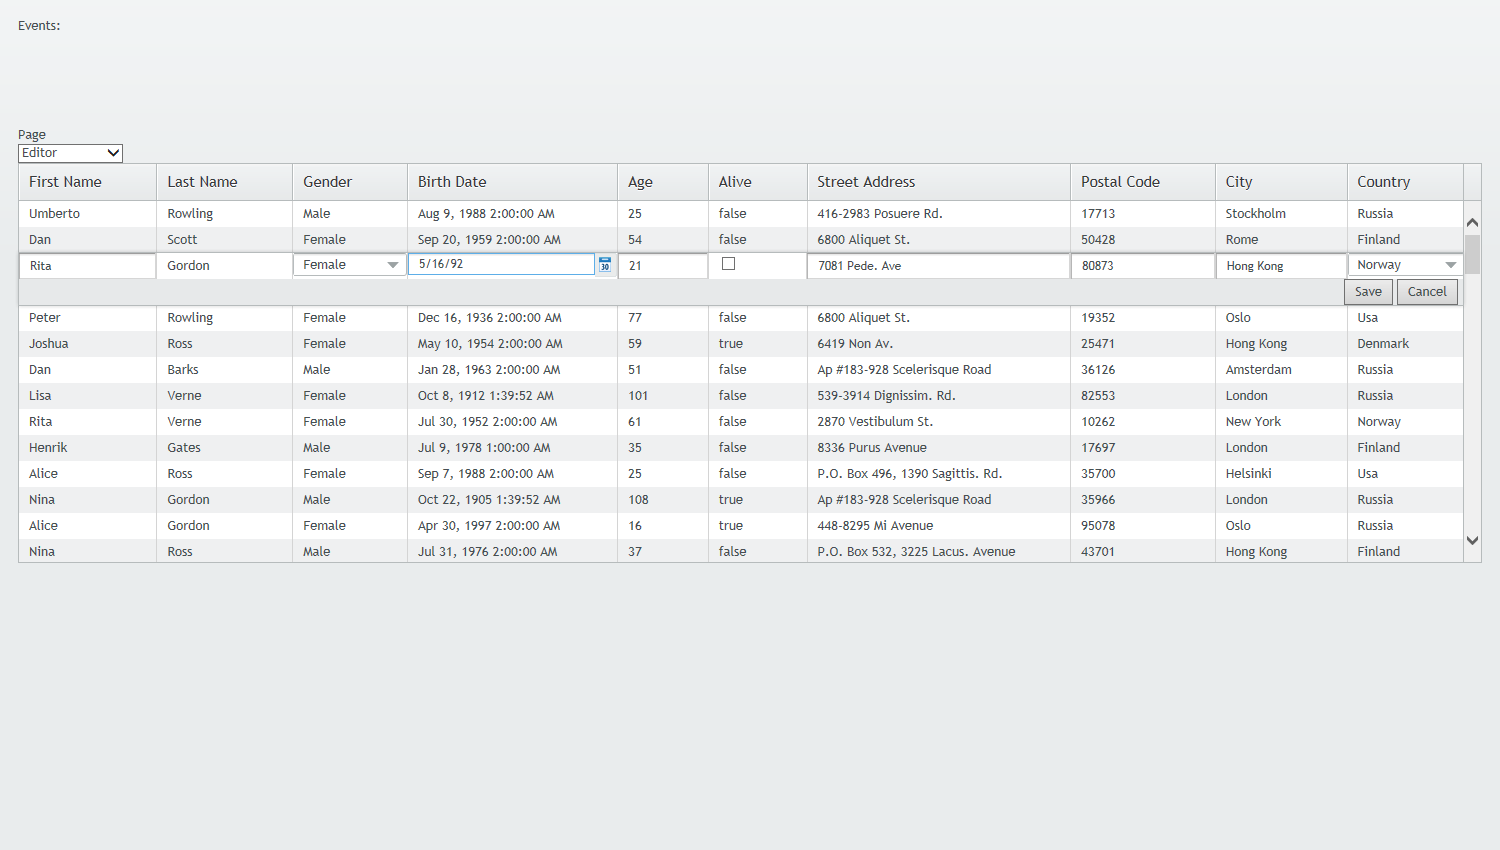 Events:
Page
Editor
First Name Last Name Gender Birth Date Age Alive Street Address Postal Code City Country
Umberto Rowling Male Aug 9, 1988 2:00:00 AM 25 false 416-2983 Posuere Rd. 17713 Stockholm Russia
Dan Scott Female Sep 20, 1959 2:00:00 AM 54 false 6800 Aliquet St. 50428 Rome Finland
Rita Gordon Female 5/16/92 30 21 7081 Pede. Ave 80873 Hong Kong Norway
Save Cancel
Peter Rowling Female Dec 16, 1936 2:00:00 AM 77 false 6800 Aliquet St. 19352 Oslo Usa
Joshua Ross Female May 10, 1954 2:00:00 AM 59 true 6419 Non Av. 25471 Hong Kong Denmark
Dan Barks Male Jan 28, 1963 2:00:00 AM 51 false Ap #183-928 Scelerisque Road 36126 Amsterdam Russia
Lisa Verne Female Oct 8, 1912 1:39:52 AM 101 false 539-3914 Dignissim. Rd. 82553 London Russia
Rita Verne Female Jul 30, 1952 2:00:00 AM 61 false 2870 Vestibulum St. 10262 New York Norway
Henrik Gates Male Jul 9, 1978 1:00:00 AM 35 false 8336 Purus Avenue 17697 London Finland
Alice Ross Female Sep 7, 1988 2:00:00 AM 25 false P.O. Box 496, 1390 Sagittis. Rd. 35700 Helsinki Usa
Nina Gordon Male Oct 22, 1905 1:39:52 AM 108 true Ap #183-928 Scelerisque Road 35966 London Russia
Alice Gordon Female Apr 30, 1997 2:00:00 AM 16 true 448-8295 Mi Avenue 95078 Oslo Russia
Nina Ross Male Jul 31, 1976 2:00:00 AM 37 false P.O. Box 532, 3225 Lacus. Avenue 43701 Hong Kong Finland